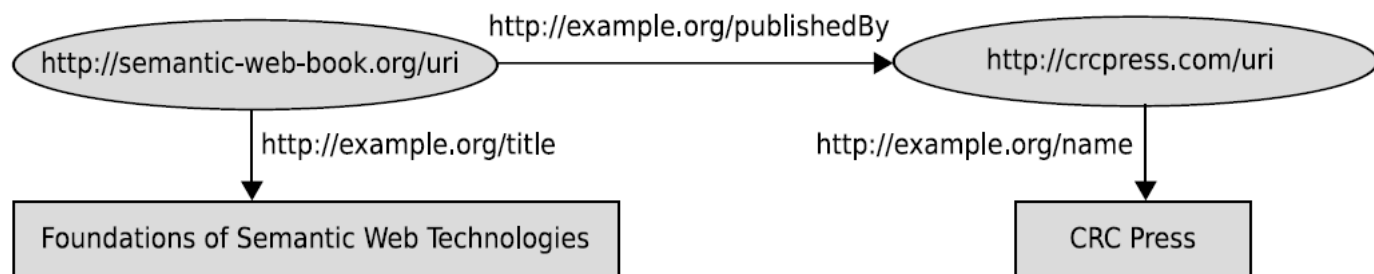 http://example.org/publishedBy
http://semantic-web-book.org/uri
http://crcpress.com/uri
http://example.org/title
http://example.org/name
Foundations of Semantic Web Technologies
CRC Press